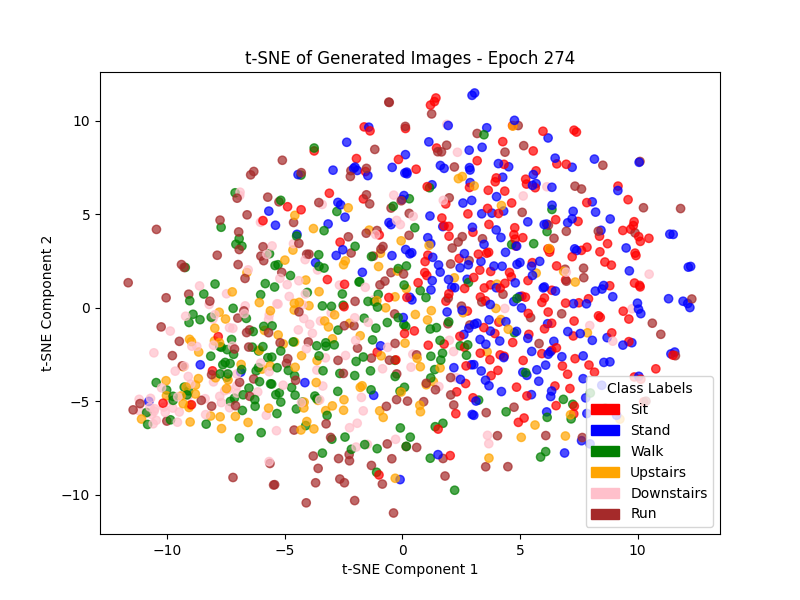 t-SNE of Generated Images - Epoch 274
t-SNE Component 2
10
5
0
−5
−10
−10
−5
0
5
10
t-SNE Component 1
Class Labels
Sit
Stand
Walk
Upstairs
Downstairs
Run